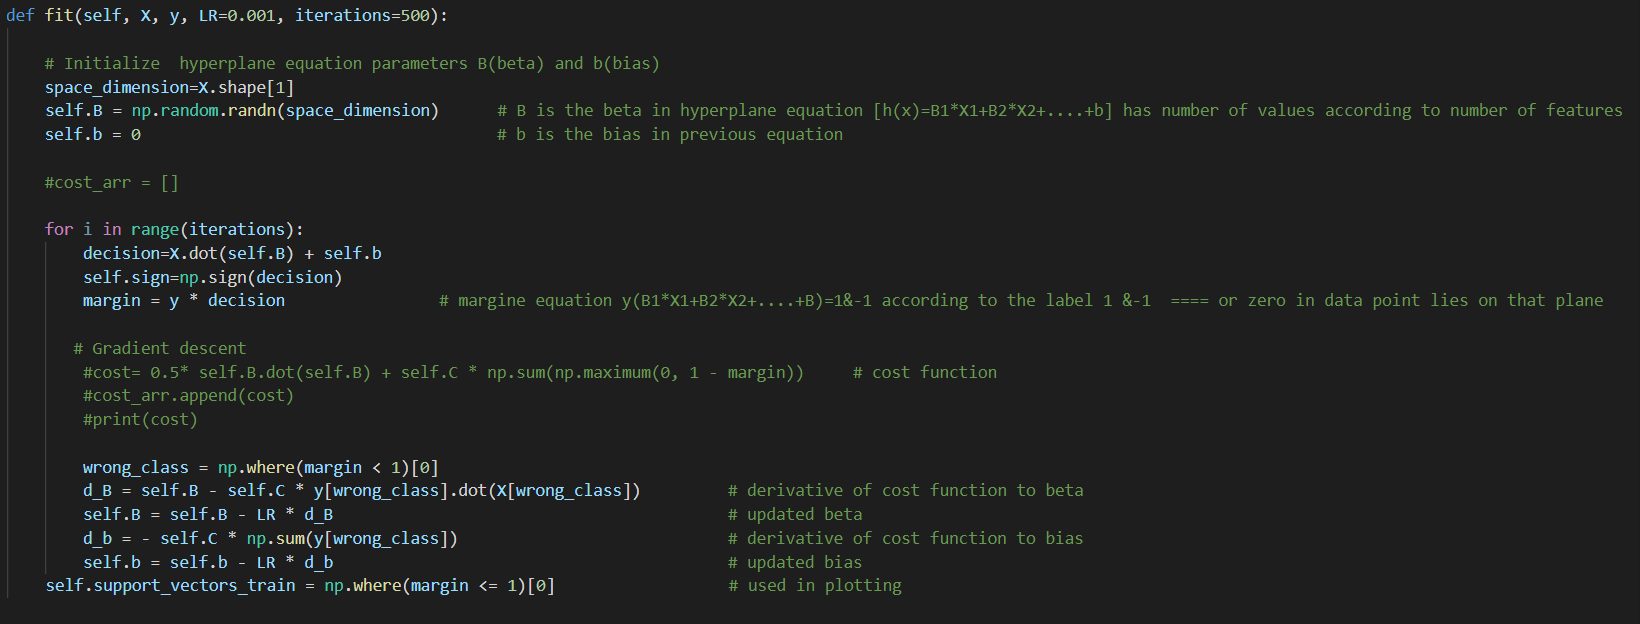 def fit(self, X, y, LR=0.001, iterations=500):
# Initialize  hyperplane equation parameters B(beta) and b(bias)
space_dimension=X.shape[1]
self.B = np.random.randn(space_dimension)      # B is the beta in hyperplane equation [h(x)=B1*X1+B2*X2+....+b] has number of values according to number of features
self.b = 0                                     # b is the bias in previous equation
#cost_arr = []
for i in range(iterations):
decision=X.dot(self.B) + self.b
self.sign=np.sign(decision)
margin = y * decision                # margine equation y(B1*X1+B2*X2+....+B)=1&-1 according to the label 1 &-1  ==== or zero in data point lies on that plane
# Gradient descent
#cost= 0.5* self.B.dot(self.B) + self.C * np.sum(np.maximum(0, 1 - margin))     # cost function
#cost_arr.append(cost)
#print(cost)
wrong_class = np.where(margin < 1)[0]
d_B = self.B - self.C * y[wrong_class].dot(X[wrong_class])         # derivative of cost function to beta
self.B = self.B - LR * d_B                                         # updated beta
d_b = - self.C * np.sum(y[wrong_class])                            # derivative of cost function to bias
self.b = self.b - LR * d_b                                         # updated bias
self.support_vectors_train = np.where(margin <= 1)[0]                  # used in plotting